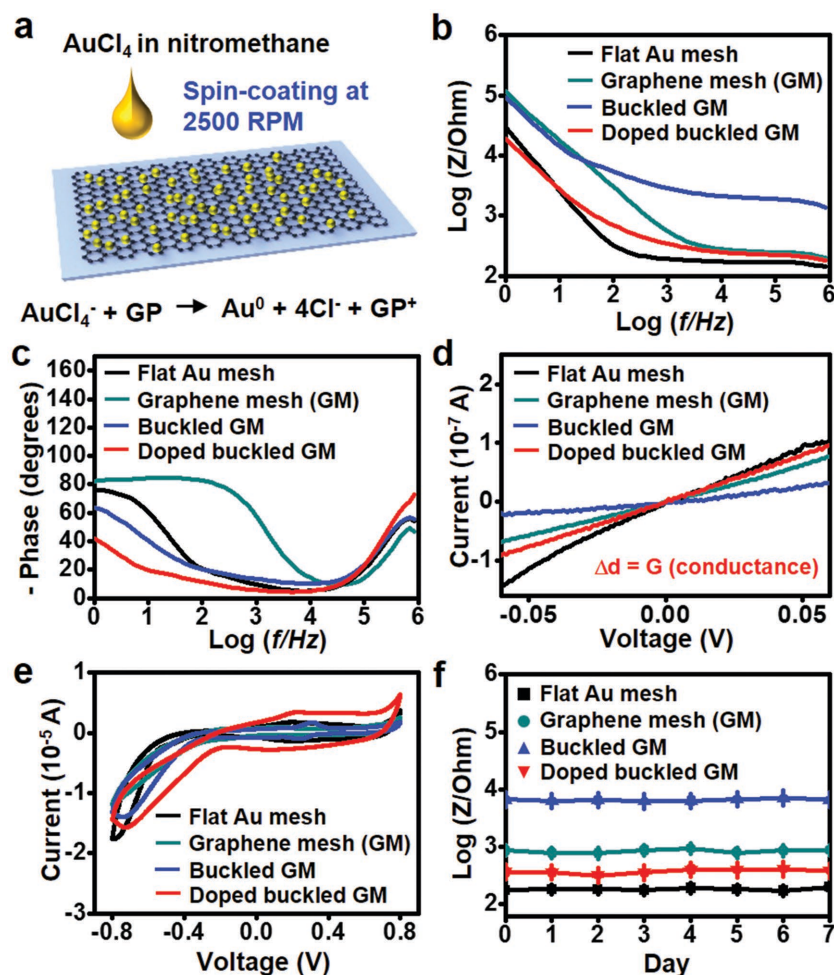 a
AuCl4 in nitromethane
Spin-coating at
2500 RPM
AuCl4- + GP → Au0 + 4Cl- + GP+
b
Log (Z/Ohm)
6
5
4
3
2
Flat Au mesh
Graphene mesh (GM)
Buckled GM
Doped buckled GM
0 1 2 3 4 5 6
Log (f/Hz)
c
- Phase (degrees)
160
140
120
100
80
60
40
20
0
Flat Au mesh
Graphene mesh (GM)
Buckled GM
Doped buckled GM
0 1 2 3 4 5 6
Log (f/Hz)
d
Current (10-7 A)
2
1
0
-1
Flat Au mesh
Graphene mesh (GM)
Buckled GM
Doped buckled GM
Δd = G (conductance)
-0.05 0.00 0.05
Voltage (V)
e
Current (10-5 A)
1
0
-1
-2
-3
Flat Au mesh
Graphene mesh (GM)
Buckled GM
Doped buckled GM
-0.8 -0.4 0.0 0.4 0.8
Voltage (V)
f
Log (Z/Ohm)
6
5
4
3
2
Flat Au mesh
Graphene mesh (GM)
Buckled GM
Doped buckled GM
0 1 2 3 4 5 6 7
Day